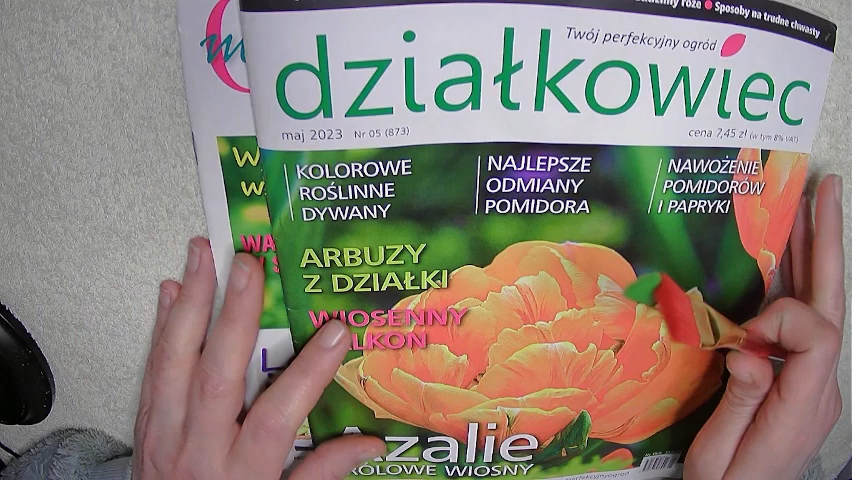 Sposoby na trudne chwasty
Twój perfekcyjny ogród
działkowiec
maj 2023 Nr 05 (873)
cena 7,45 zł (w tym 8% VAT)
KOLOROWE
ROŚLINNE
DYWANY
NAJLEPSZE
ODMIANY
POMIDORA
NAWOŻENIE
POMIDORÓW
I PAPRYKI
ARBUZY
Z DZIAŁKI
WIOSENNY
Azalie
WIOSNY